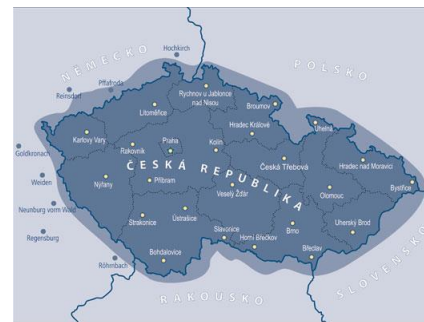 Hochkirch
NĚMECKO
POLSKO
Pfaffroda
Reinsdorf
Rychnov u Jablonce
nad Nisou
Litoměřice
Broumov
Uhelná
Karlovy Vary
Hradec Králové
Rakovník
Praha
Kolín
Goldkronach
ČESKÁ REPUBLIKA
Česká Třebová
Hradec nad Moravicí
Weiden
Nýřany
Příbram
Veselý Žďár
Olomouc
Bystřice
Neunburg vorm Wald
Strakonice
Ústrašice
Slavonice
Brno
Uherský Brod
Regensburg
Horní Břečkov
Bohdalovice
Břeclav
Röhrnbach
RAKOUSKO
SLOVENSKO